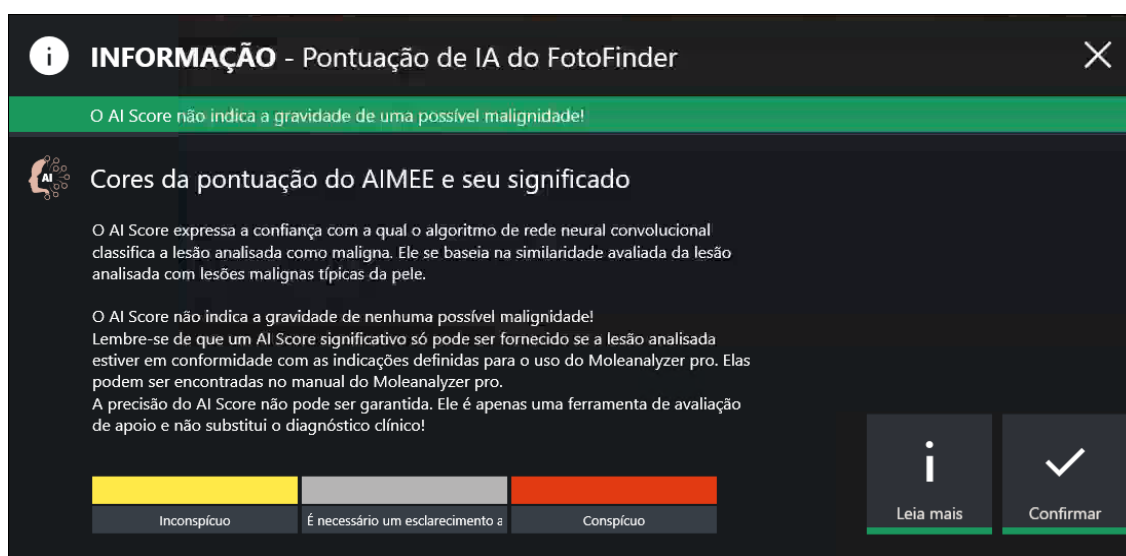 i
INFORMAÇÃO - Pontuação de IA do FotoFinder
O AI Score não indica a gravidade de uma possível malignidade!
AI
Cores da pontuação do AIMEE e seu significado
O AI Score expressa a confiança com a qual o algoritmo de rede neural convolucional
classifica a lesão analisada como maligna. Ele se baseia na similaridade avaliada da lesão
analisada com lesões malignas típicas da pele.
O AI Score não indica a gravidade de nenhuma possível malignidade!
Lembre-se de que um AI Score significativo só pode ser fornecido se a lesão analisada
estiver em conformidade com as indicações definidas para o uso do Moleanalyzer pro. Elas
podem ser encontradas no manual do Moleanalyzer pro.
A precisão do AI Score não pode ser garantida. Ele é apenas uma ferramenta de avaliação
de apoio e não substitui o diagnóstico clínico!
Inconspícuo
É necessário um esclarecimento a
Conspícuo
i
Leia mais
Confirmar